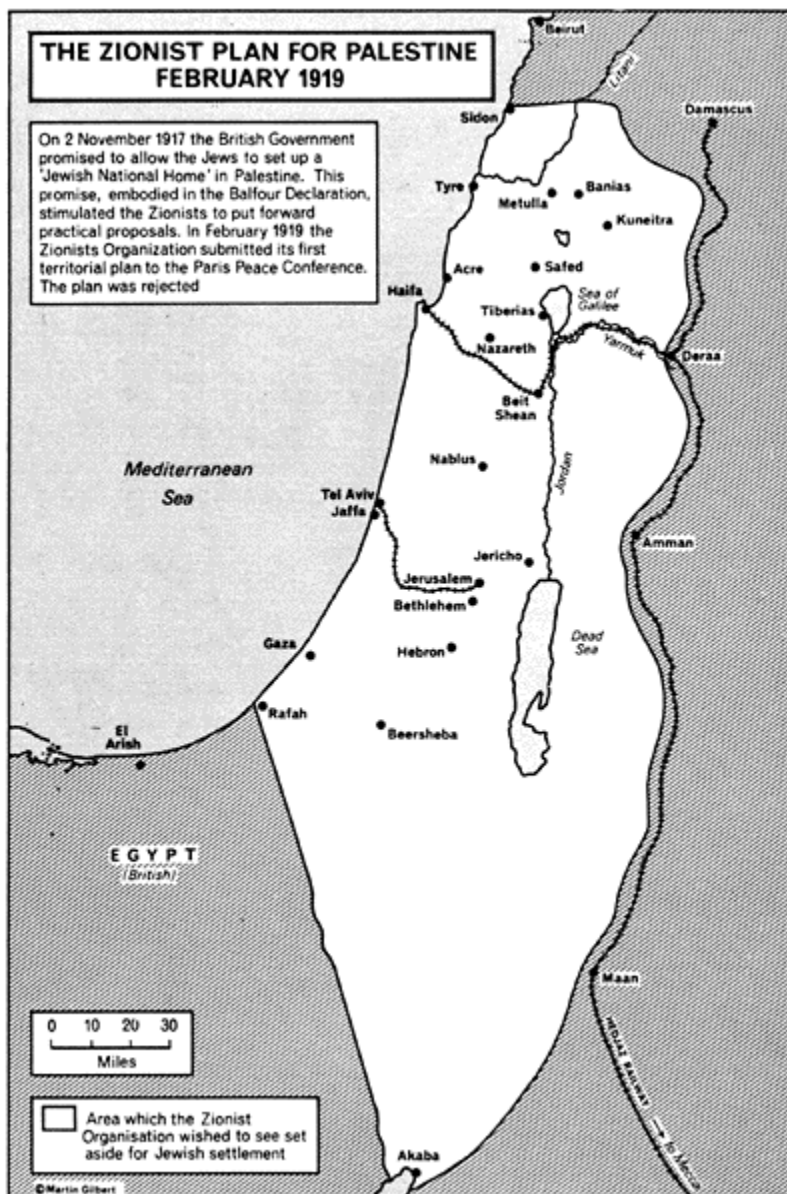 THE ZIONIST PLAN FOR PALESTINE
FEBRUARY 1919
On 2 November 1917 the British Government
promised to allow the Jews to set up a
'Jewish National Home' in Palestine. This
promise, embodied in the Balfour Declaration,
stimulated the Zionists to put forward
practical proposals. In February 1919 the
Zionists Organization submitted its first
territorial plan to the Paris Peace Conference.
The plan was rejected
Beirut
Litani
Sidon
Damascus
Tyre
Metulla
Banias
Kuneitra
Acre
Safed
Haifa
Tiberias
Sea of
Galilee
Nazareth
Yarmuk
Deraa
Beit
Shean
Mediterranean
Sea
Nablus
Jordan
Tel Aviv
Jaffa
Amman
Jericho
Jerusalem
Bethlehem
Gaza
Hebron
Dead
Sea
Rafah
Beersheba
El
Arish
EGYPT
(British)
Maan
HEDJAZ RAILWAY → to Mecca
0 10 20 30
Miles
Area which the Zionist
Organisation wished to see set
aside for Jewish settlement
Akaba
©Martin Gilbert